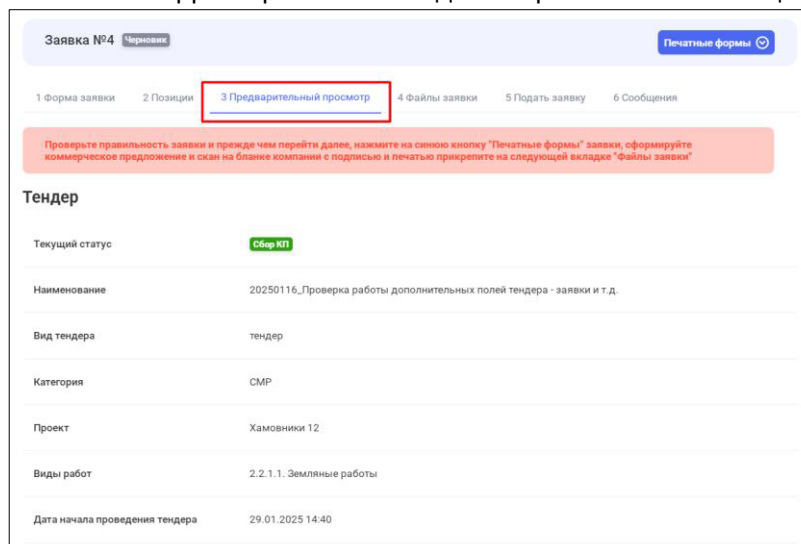 Заявка №4 Черновик
Печатные формы
1 Форма заявки 2 Позиции 3 Предварительный просмотр 4 Файлы заявки 5 Подать заявку 6 Сообщения
Проверьте правильность заявки и прежде чем перейти далее, нажмите на синюю кнопку "Печатные формы" заявки, сформируйте
коммерческое предложение и скан на бланке компании с подписью и печатью прикрепите на следующей вкладке "Файлы заявки"
Тендер
Текущий статус Сбор КП
Наименование 20250116_Проверка работы дополнительных полей тендера - заявки и т.д.
Вид тендера тендер
Категория СМР
Проект Хамовники 12
Виды работ 2.2.1.1. Земляные работы
Дата начала проведения тендера 29.01.2025 14:40